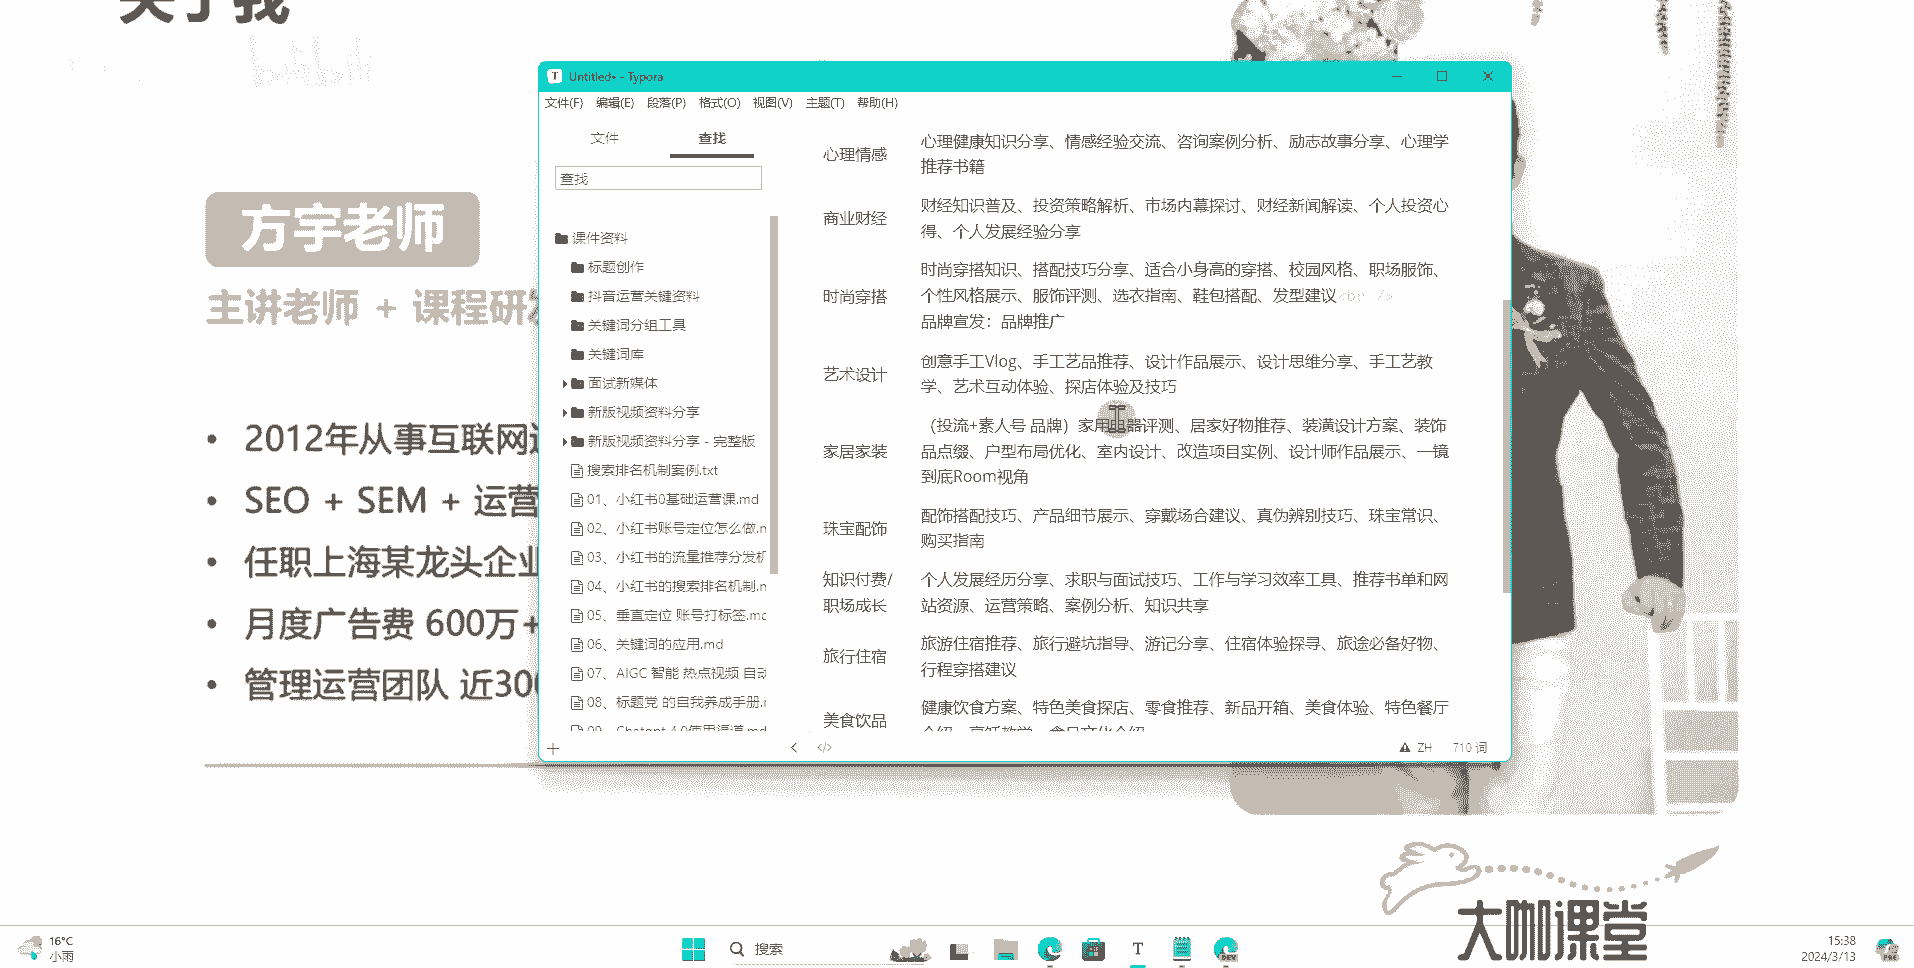 关于我
Untitled• - Typora
文件(F) 编辑(E) 段落(P) 格式(O) 视图(V) 主题(T) 帮助(H)
文件 查找
查找
课件资料
标题创作
抖音运营关键资料
关键词分组工具
关键词库
面试新媒体
新版视频资料分享
新版视频资料分享 - 完整版
搜索排名机制案例.txt
01、小红书0基础运营课.md
02、小红书账号定位怎么做.m
03、小红书的流量推荐分发机
04、小红书的搜索排名机制.m
05、垂直定位 账号打标签.md
06、关键词的应用.md
07、AIGC 智能 热点视频 自动
08、标题党 的自我养成手册.m
09、Chatgpt 4.0使用渠道.md
心理情感
心理健康知识分享、情感经验交流、咨询案例分析、励志故事分享、心理学
推荐书籍
商业财经
财经知识普及、投资策略解析、市场内幕探讨、财经新闻解读、个人投资心
得、个人发展经验分享
时尚穿搭
时尚穿搭知识、搭配技巧分享、适合小身高的穿搭、校园风格、职场服饰、
个性风格展示、服饰评测、选衣指南、鞋包搭配、发型建议<br />
品牌宣发：品牌推广
艺术设计
创意手工Vlog、手工艺品推荐、设计作品展示、设计思维分享、手工艺教
学、艺术互动体验、探店体验及技巧
家居家装
（投流+素人号 品牌）家用电器评测、居家好物推荐、装潢设计方案、装饰
品点缀、户型布局优化、室内设计、改造项目实例、设计师作品展示、一镜
到底Room视角
珠宝配饰
配饰搭配技巧、产品细节展示、穿戴场合建议、真伪辨别技巧、珠宝常识、
购买指南
知识付费/
职场成长
个人发展经历分享、求职与面试技巧、工作与学习效率工具、推荐书单和网
站资源、运营策略、案例分析、知识共享
旅行住宿
旅游住宿推荐、旅行避坑指导、游记分享、住宿体验探寻、旅途必备好物、
行程穿搭建议
美食饮品
健康饮食方案、特色美食探店、零食推荐、新品开箱、美食体验、特色餐厅
介绍、烹饪教学、食品文化介绍
</> ZH 710 词
方宇老师
主讲老师 + 课程研发
• 2012年从事互联网
• SEO + SEM + 运营
• 任职上海某龙头企业
• 月度广告费 600万+
• 管理运营团队 近300
大咖课堂
16°C
小雨
搜索
T
DEV
15:38
2024/3/13
PRE